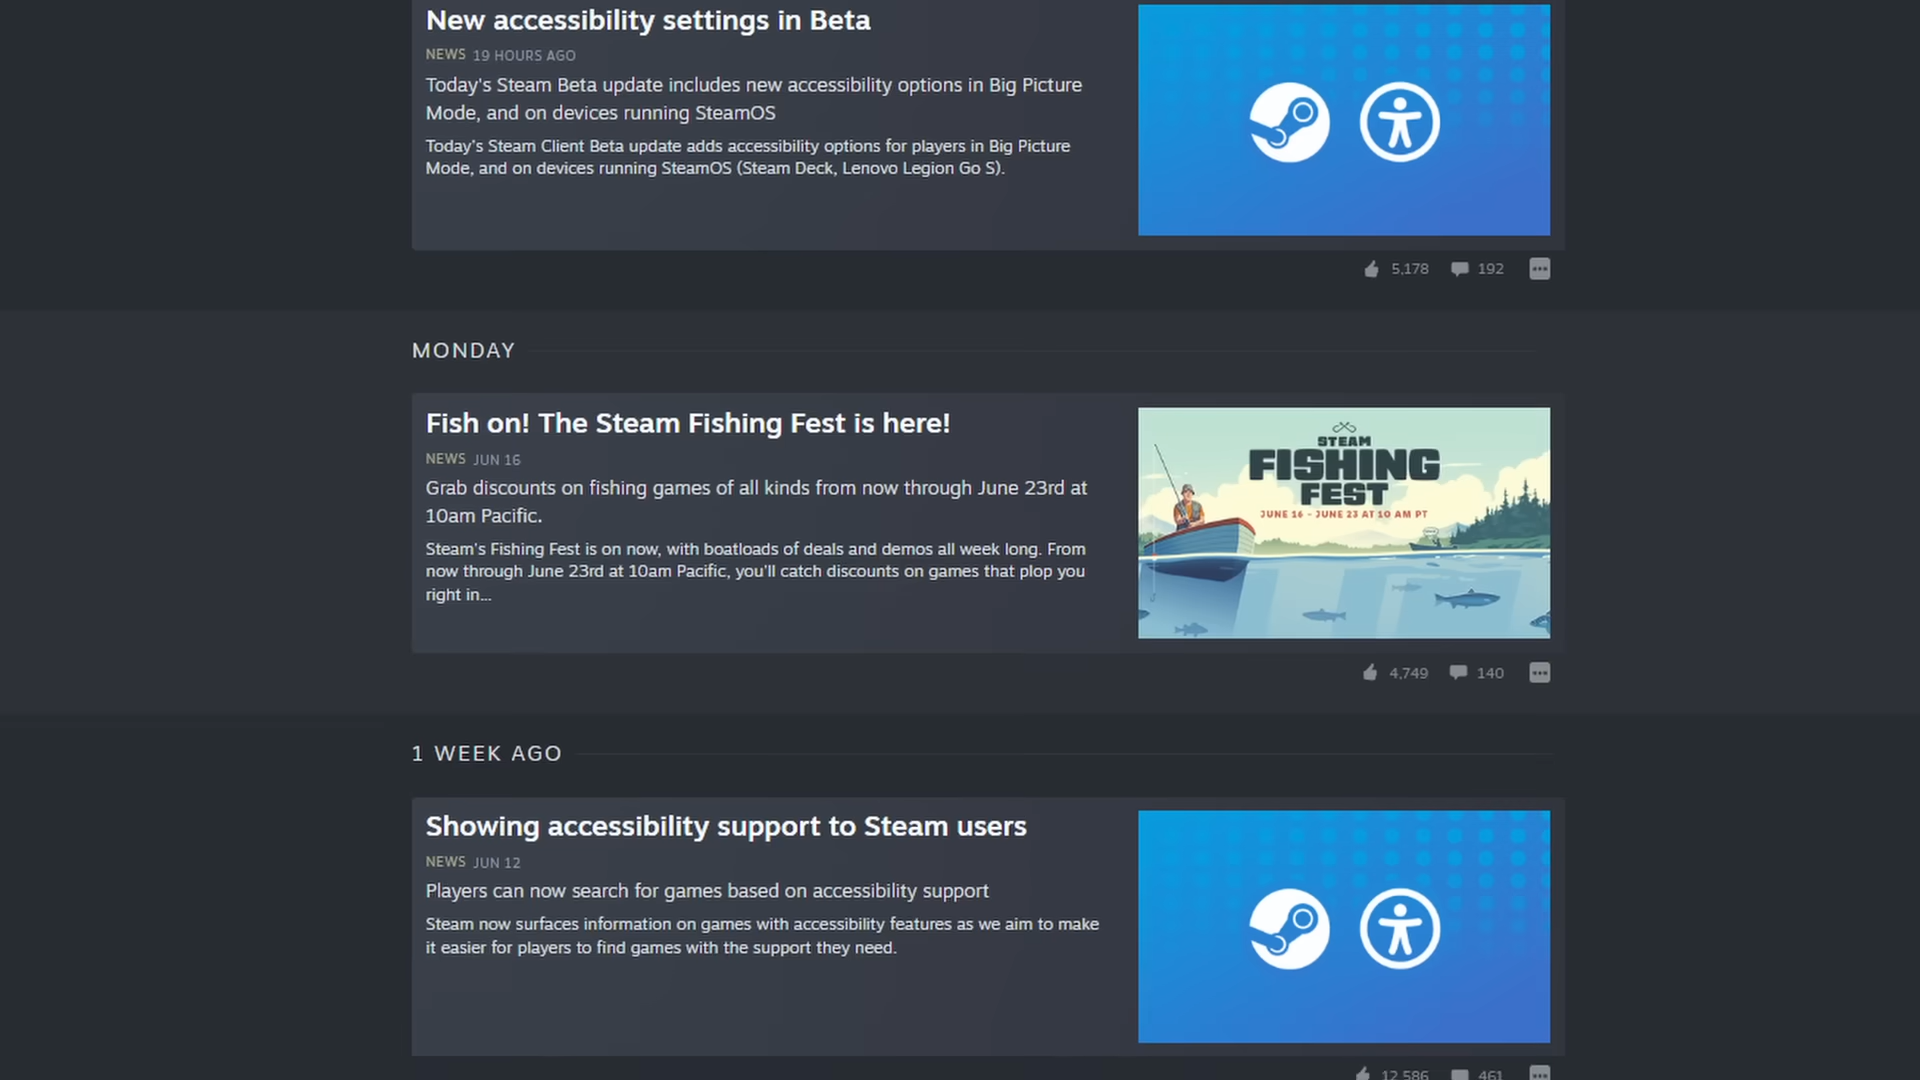 New accessibility settings in Beta
NEWS 19 HOURS AGO
Today's Steam Beta update includes new accessibility options in Big Picture
Mode, and on devices running SteamOS
Today's Steam Client Beta update adds accessibility options for players in Big Picture
Mode, and on devices running SteamOS (Steam Deck, Lenovo Legion Go S).
5,178 192
MONDAY
Fish on! The Steam Fishing Fest is here!
NEWS JUN 16
Grab discounts on fishing games of all kinds from now through June 23rd at
10am Pacific.
Steam's Fishing Fest is on now, with boatloads of deals and demos all week long. From
now through June 23rd at 10am Pacific, you'll catch discounts on games that plop you
right in...
STEAM
FISHING
FEST
JUNE 16 - JUNE 23 AT 10 AM PT
4,749 140
1 WEEK AGO
Showing accessibility support to Steam users
NEWS JUN 12
Players can now search for games based on accessibility support
Steam now surfaces information on games with accessibility features as we aim to make
it easier for players to find games with the support they need.
12,586 461